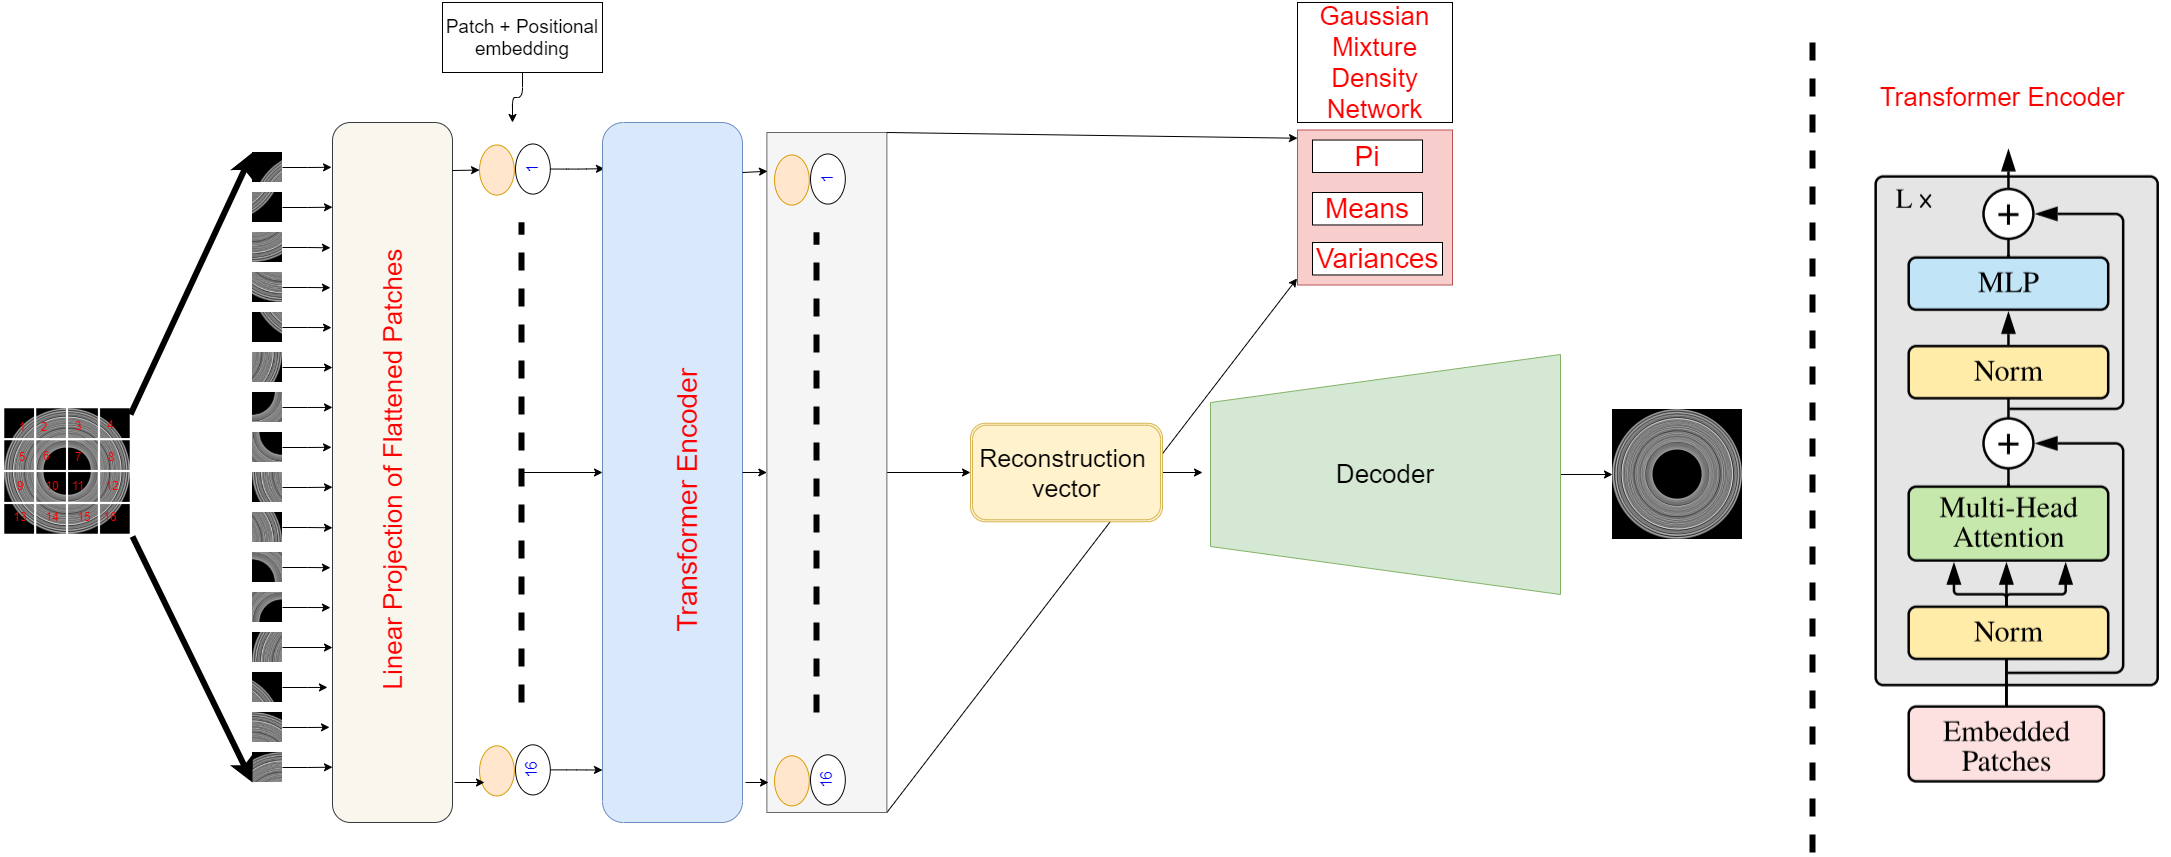 Patch + Positional
embedding
Gaussian
Mixture
Density
Network
Pi
Means
Variances
1 2 3 4
5 6 7 8
9 10 11 12
13 14 15 16
Linear Projection of Flattened Patches
1
16
Transformer Encoder
1
16
Reconstruction
vector
Decoder
Transformer Encoder
L ×
+
MLP
Norm
+
Multi-Head
Attention
Norm
Embedded
Patches